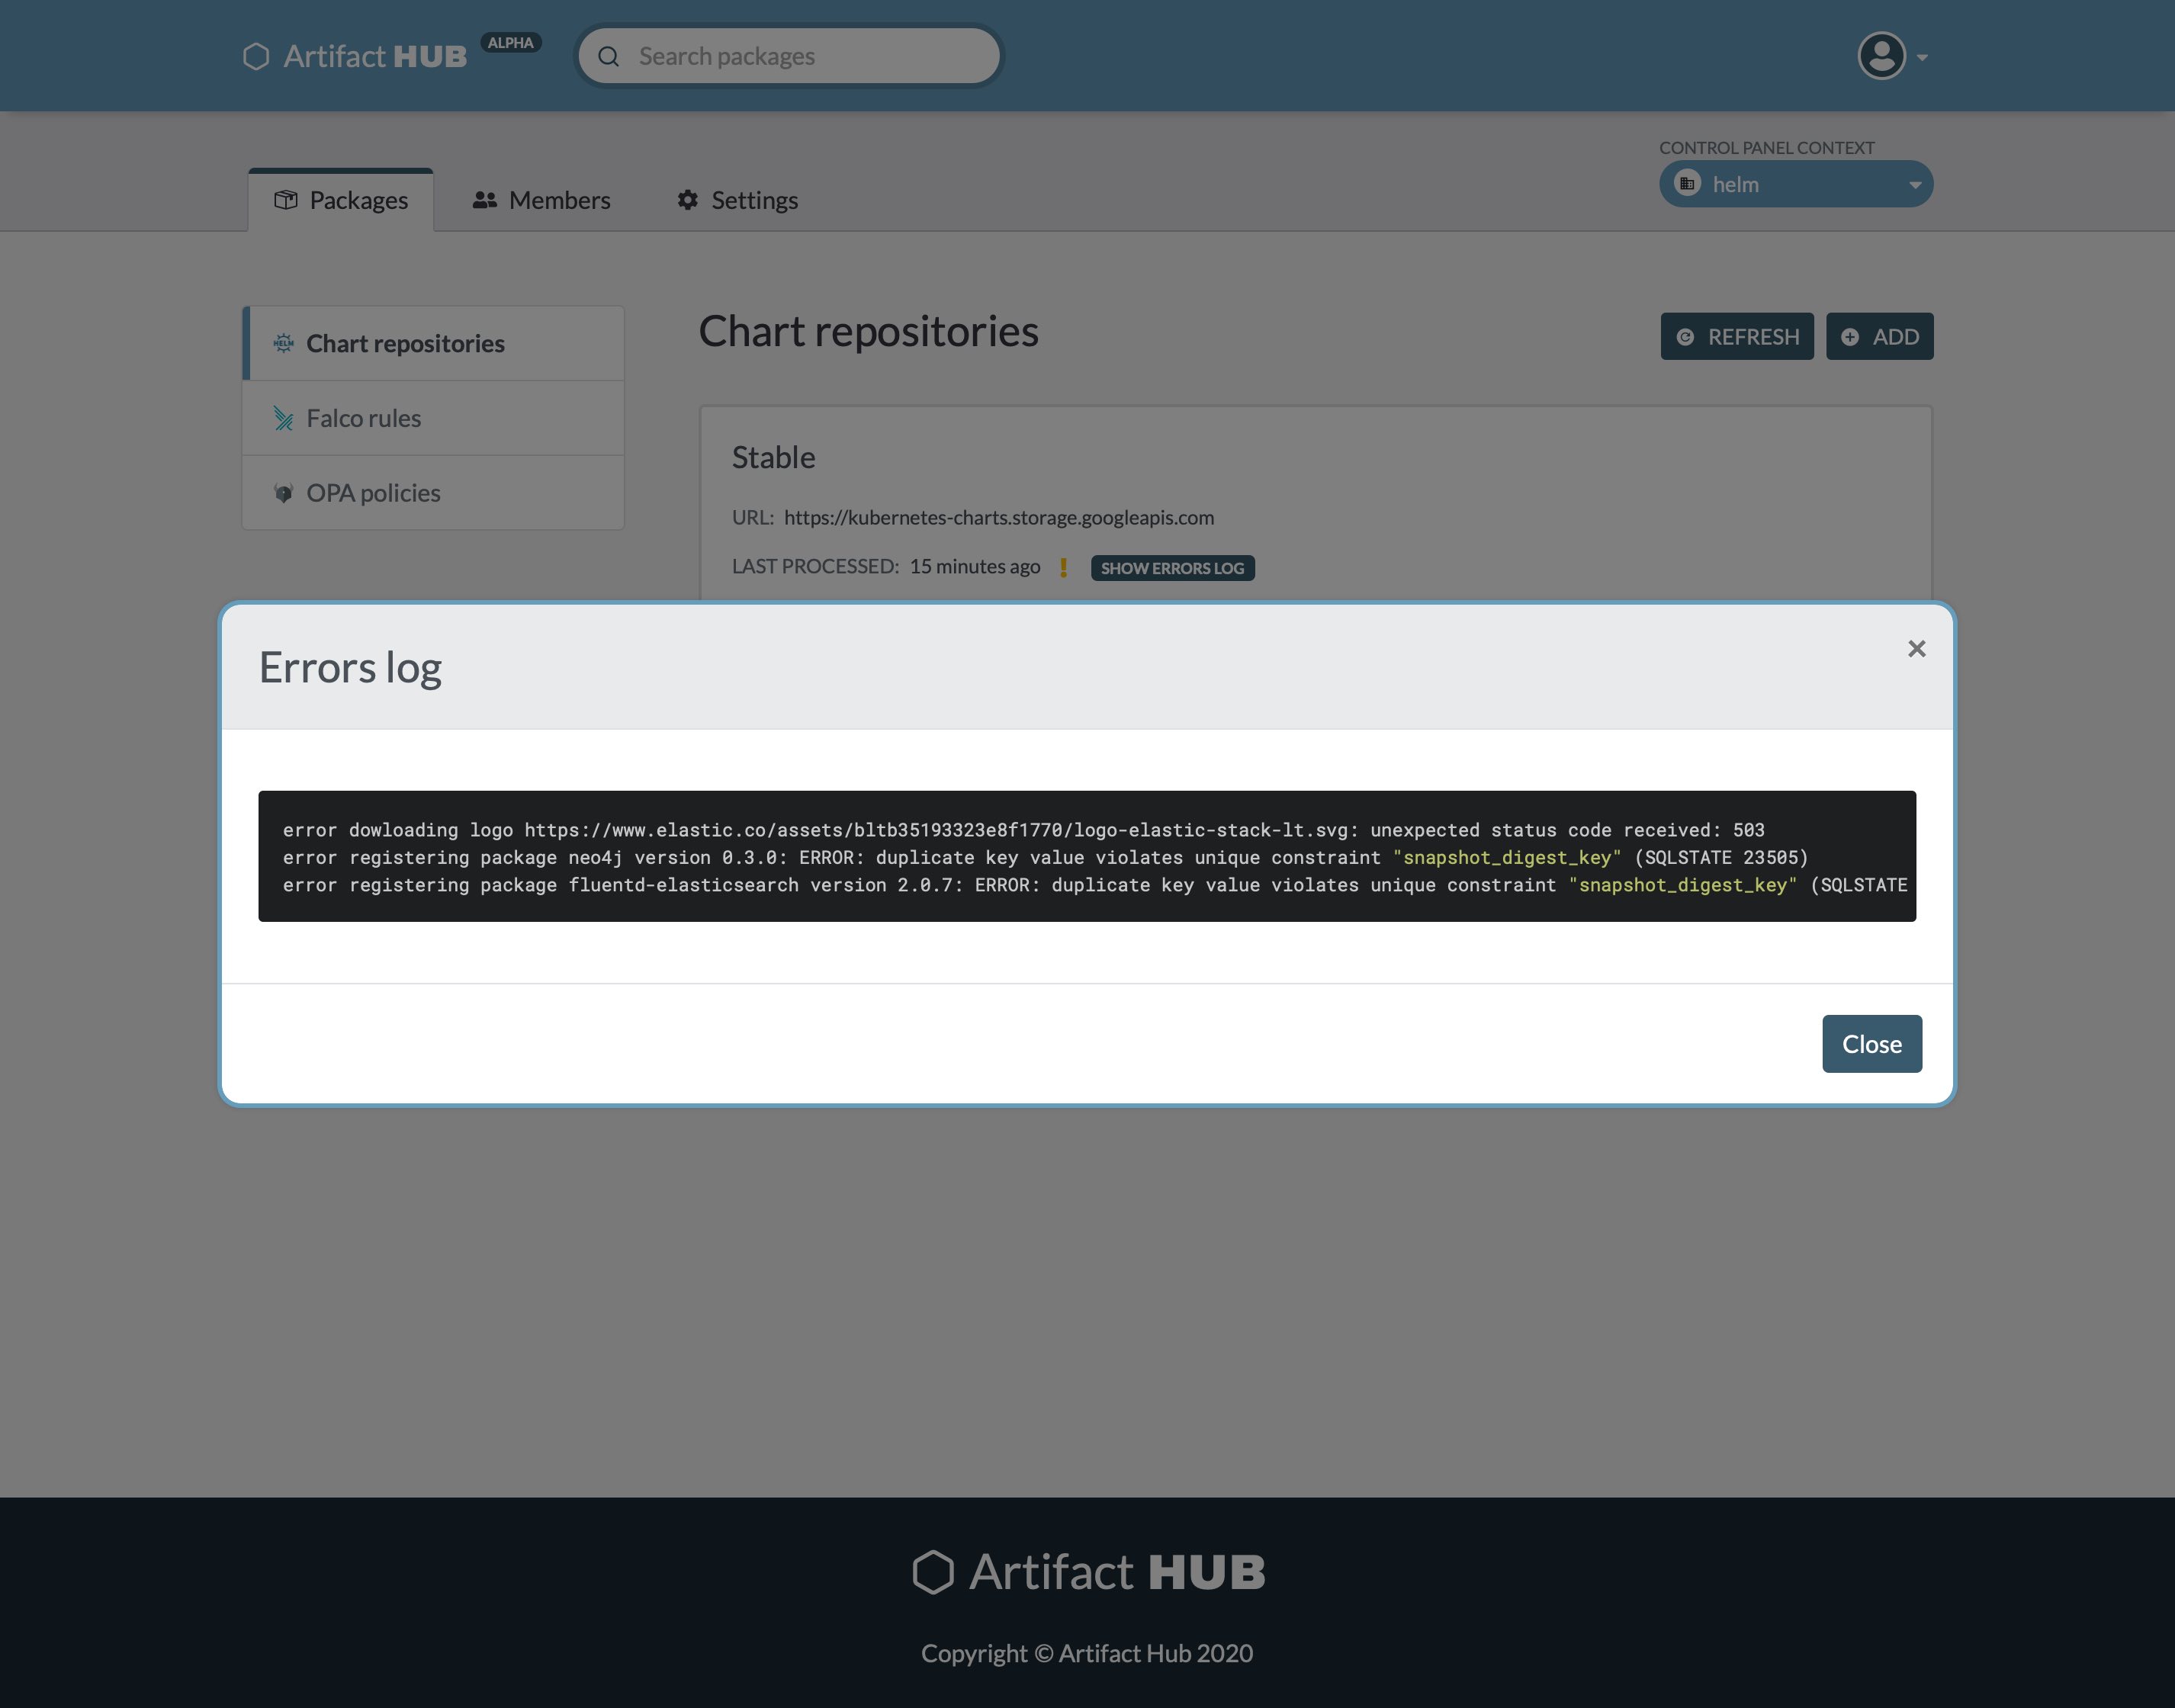 Artifact HUB ALPHA
Search packages
CONTROL PANEL CONTEXT
helm
Packages
Members
Settings
HELM Chart repositories
Falco rules
OPA policies
Chart repositories
REFRESH
ADD
Stable
URL: https://kubernetes-charts.storage.googleapis.com
LAST PROCESSED: 15 minutes ago ! SHOW ERRORS LOG
Errors log
×
error dowloading logo https://www.elastic.co/assets/bltb35193323e8f1770/logo-elastic-stack-lt.svg: unexpected status code received: 503
error registering package neo4j version 0.3.0: ERROR: duplicate key value violates unique constraint "snapshot_digest_key" (SQLSTATE 23505)
error registering package fluentd-elasticsearch version 2.0.7: ERROR: duplicate key value violates unique constraint "snapshot_digest_key" (SQLSTATE
Close
Artifact HUB
Copyright © Artifact Hub 2020